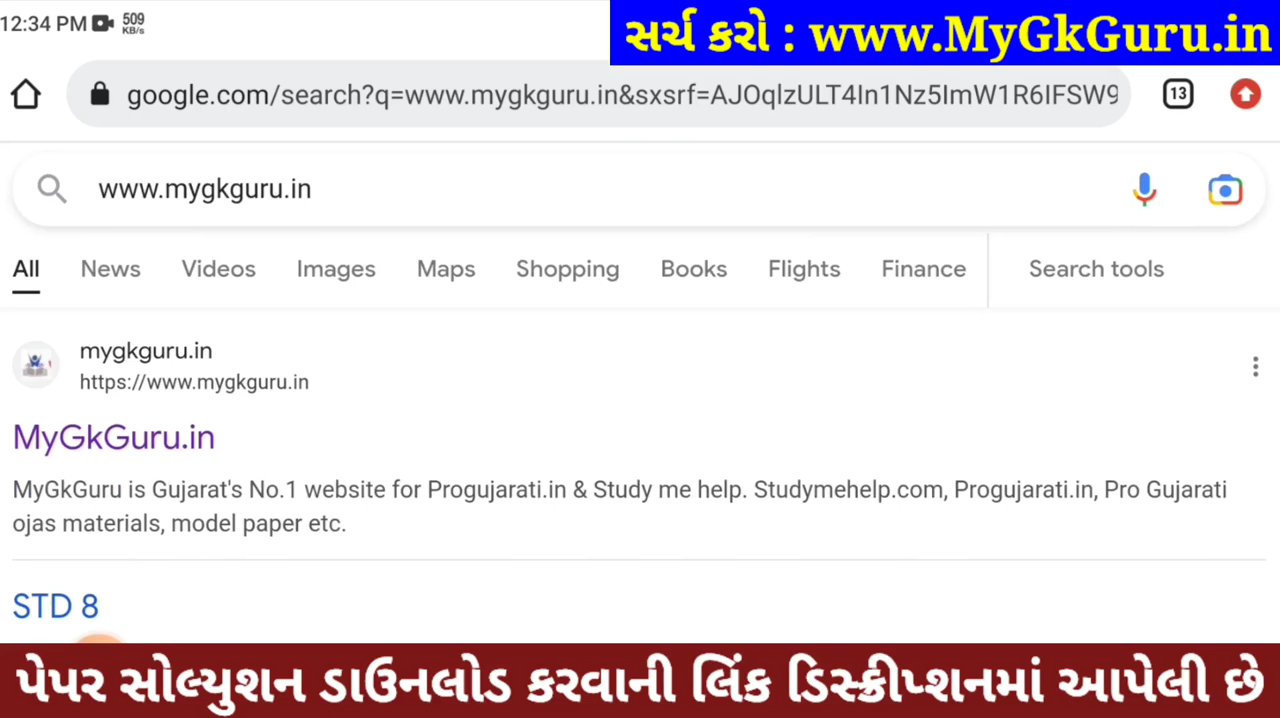 12:34 PM 509 KB/s
સર્ચ કરો : www.MyGkGuru.in
google.com/search?q=www.mygkguru.in&sxsrf=AJOqlzULT4In1Nz5ImW1R6IFSW9
13
www.mygkguru.in
All News Videos Images Maps Shopping Books Flights Finance Search tools
mygkguru.in
https://www.mygkguru.in
MyGkGuru.in
MyGkGuru is Gujarat's No.1 website for Progujarati.in & Study me help. Studymehelp.com, Progujarati.in, Pro Gujarati
ojas materials, model paper etc.
STD 8
પેપર સોલ્યુશન ડાઉનલોડ કરવાની લિંક ડિસ્ક્રીપ્શનમાં આપેલી છે